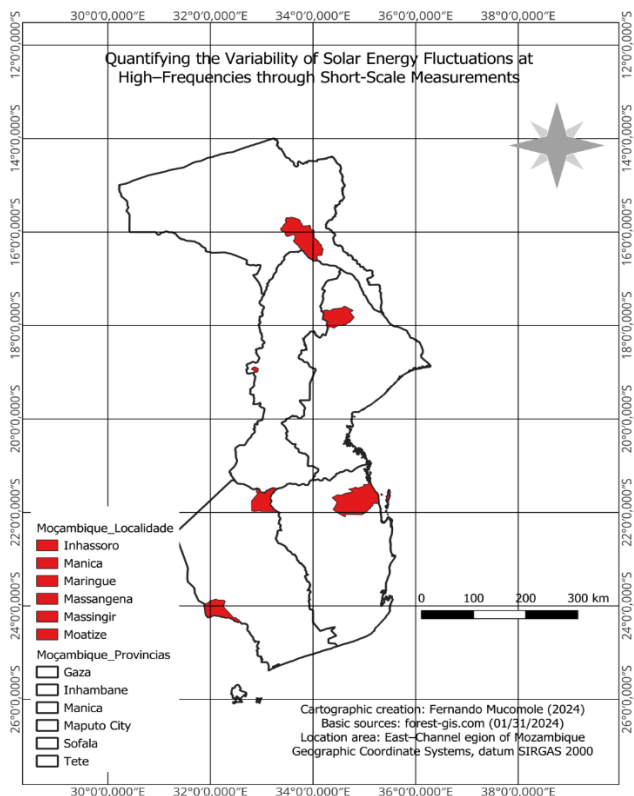 30°0'0,000"E 32°0'0,000"E 34°0'0,000"E 36°0'0,000"E 38°0'0,000"E
Quantifying the Variability of Solar Energy Fluctuations at
High–Frequencies through Short-Scale Measurements
12°0'0,000"S
14°0'0,000"S
16°0'0,000"S
18°0'0,000"S
20°0'0,000"S
22°0'0,000"S
24°0'0,000"S
26°0'0,000"S
12°0'0,000"S
14°0'0,000"S
16°0'0,000"S
18°0'0,000"S
20°0'0,000"S
22°0'0,000"S
24°0'0,000"S
26°0'0,000"S
Moçambique_Localidade
Inhassoro
Manica
Maringue
Massangena
Massingir
Moatize
Moçambique_Provincias
Gaza
Inhambane
Manica
Maputo City
Sofala
Tete
0 100 200 300 km
Cartographic creation: Fernando Mucomole (2024)
Basic sources: forest-gis.com (01/31/2024)
Location area: East–Channel egion of Mozambique
Geographic Coordinate Systems, datum SIRGAS 2000
30°0'0,000"E 32°0'0,000"E 34°0'0,000"E 36°0'0,000"E 38°0'0,000"E